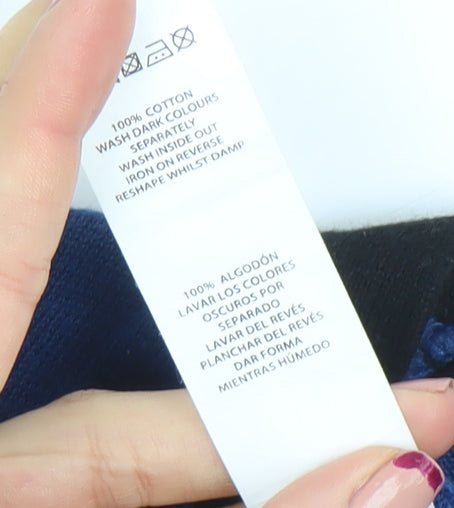 100% COTTON
WASH DARK COLOURS
SEPARATELY
WASH INSIDE OUT
IRON ON REVERSE
RESHAPE WHILST DAMP
100% ALGODÓN
LAVAR LOS COLORES
OSCUROS POR
SEPARADO
LAVAR DEL REVÉS
PLANCHAR DEL REVÉS
DAR FORMA
MIENTRAS HÚMEDO